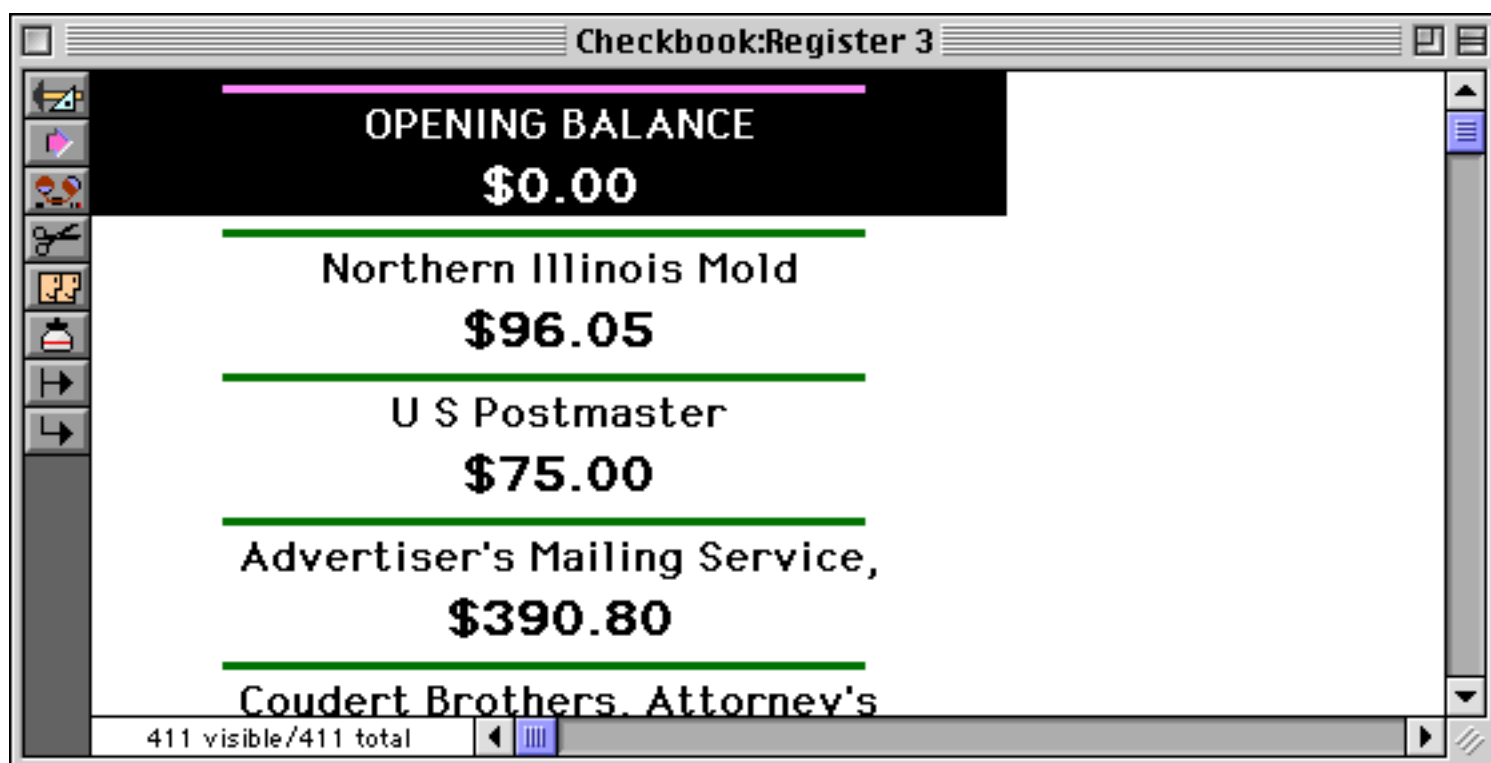 Checkbook:Register 3
OPENING BALANCE
$0.00
Northern Illinois Mold
$96.05
U S Postmaster
$75.00
Advertiser's Mailing Service,
$390.80
Coudert Brothers, Attorney's
411 visible/411 total